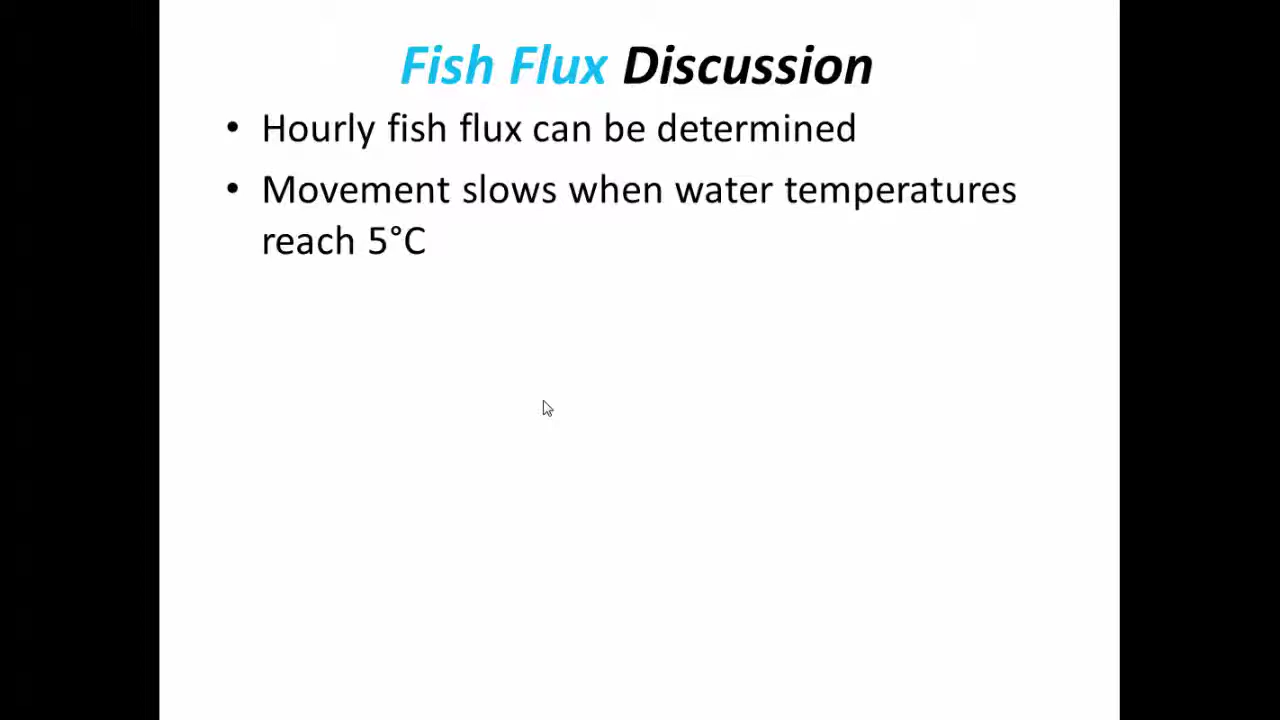 Fish Flux Discussion
• Hourly fish flux can be determined
• Movement slows when water temperatures
reach 5°C